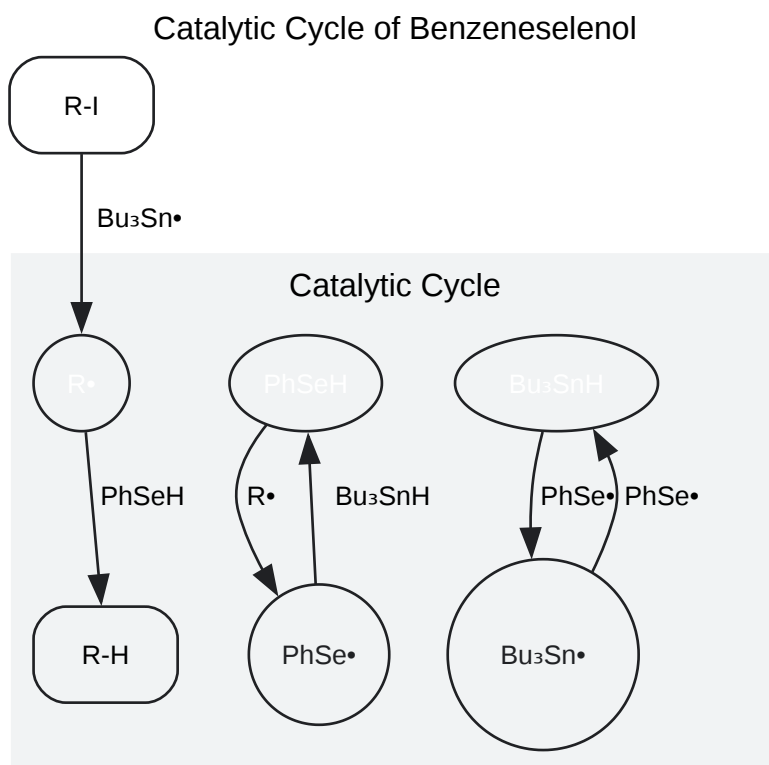 Catalytic Cycle of Benzeneselenol
R-I
Bu₃Sn•
Catalytic Cycle
R•
PhSeH
Bu₃SnH
PhSeH
R•
Bu₃SnH
PhSe•
PhSe•
R-H
PhSe•
Bu₃Sn•